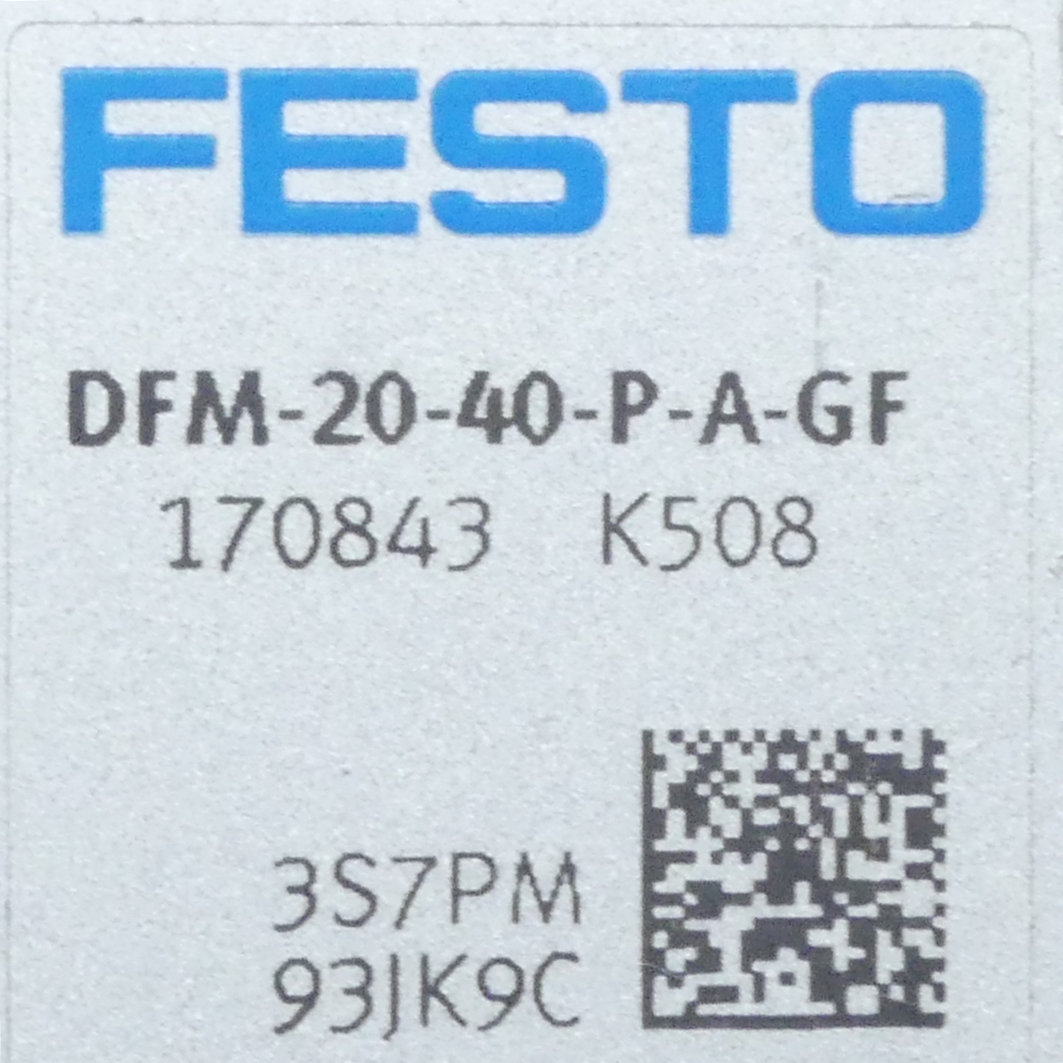 FESTO
DFM-20-40-P-A-GF
170843 K508
3S7PM
93JK9C